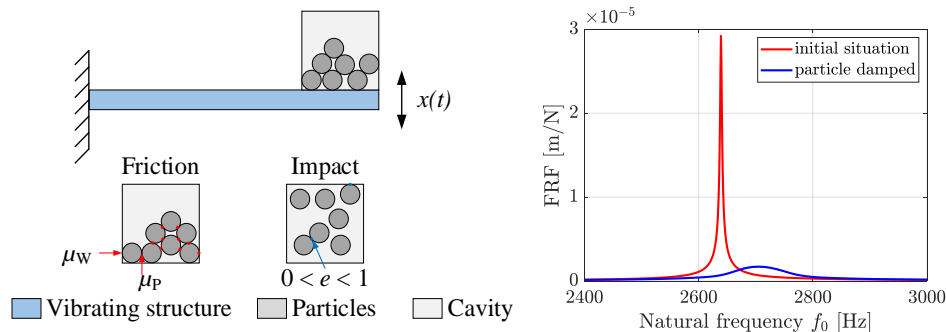 x(t)
Friction
Impact
μW
μP
0 < e < 1
Vibrating structure
Particles
Cavity
×10⁻⁵
3
2
1
0
FRF [m/N]
initial situation
particle damped
2400
2600
2800
3000
Natural frequency f₀ [Hz]